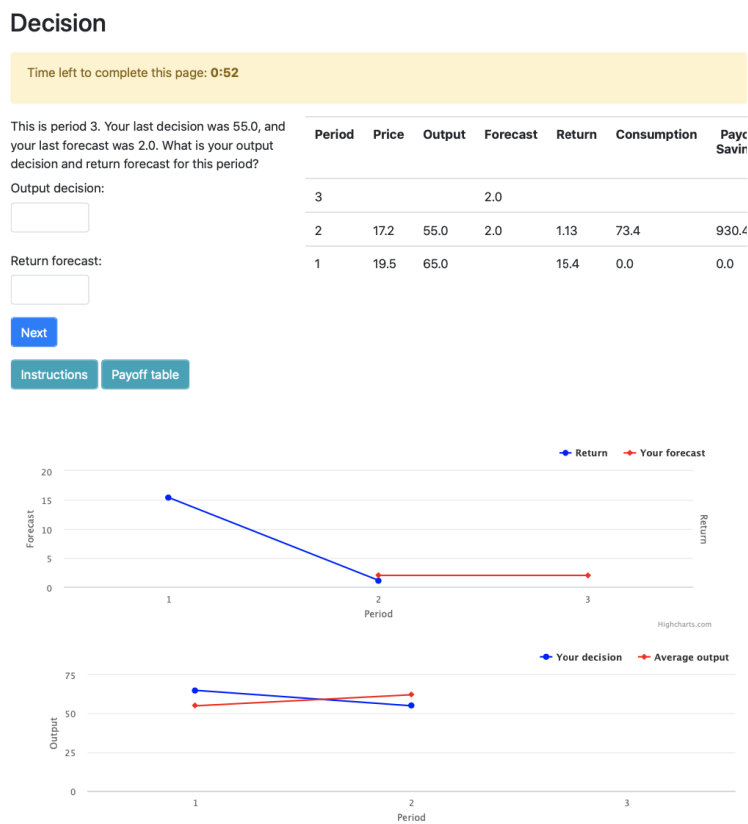 Decision
Time left to complete this page: 0:52
This is period 3. Your last decision was 55.0, and
your last forecast was 2.0. What is your output
decision and return forecast for this period?
Output decision:
Return forecast:
Next
Instructions Payoff table
Period Price Output Forecast Return Consumption
3 2.0
2 17.2 55.0 2.0 1.13 73.4 930.4
1 19.5 65.0 15.4 0.0 0.0
Return Your forecast
20
15
10
5
0
Forecast
Return
1 2 3
Period
Highcharts.com
Your decision Average output
75
50
25
0
Output
1 2 3
Period